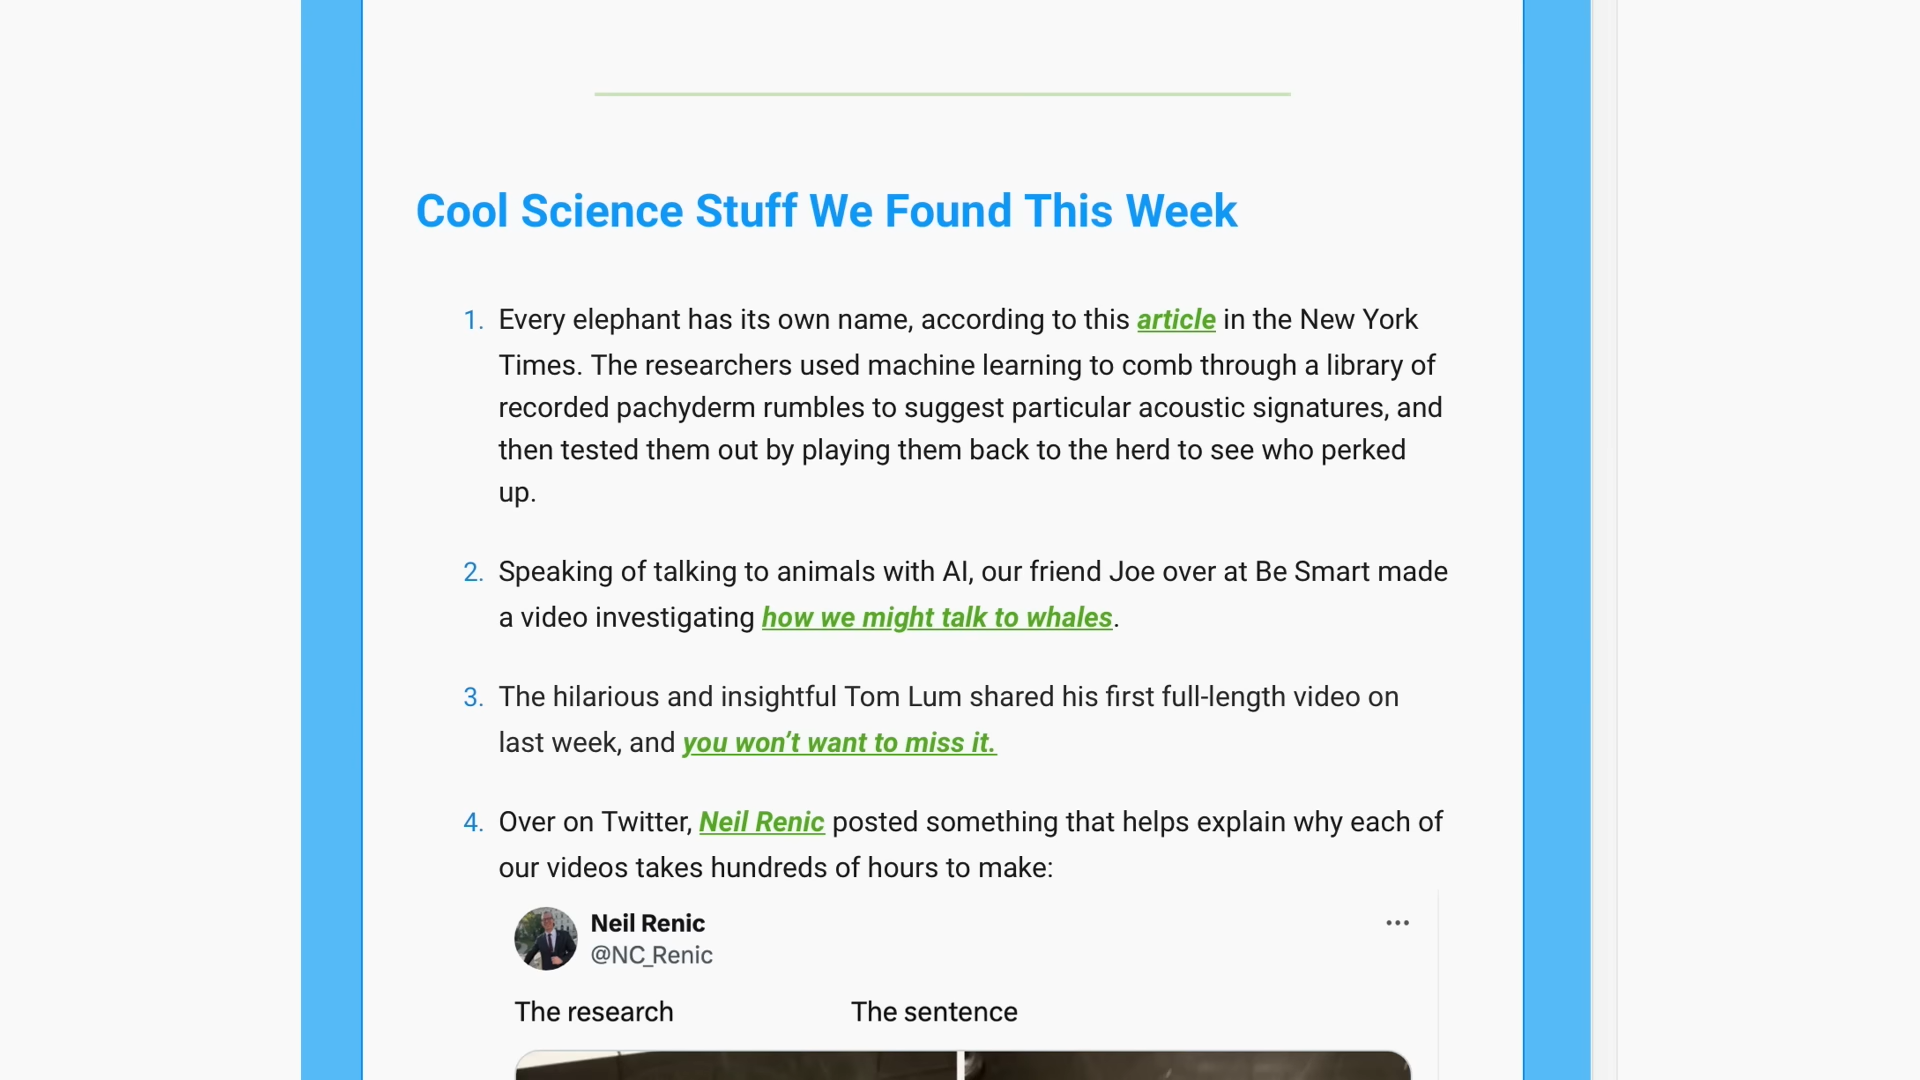 Cool Science Stuff We Found This Week
1. Every elephant has its own name, according to this article in the New York
Times. The researchers used machine learning to comb through a library of
recorded pachyderm rumbles to suggest particular acoustic signatures, and
then tested them out by playing them back to the herd to see who perked
up.
2. Speaking of talking to animals with AI, our friend Joe over at Be Smart made
a video investigating how we might talk to whales.
3. The hilarious and insightful Tom Lum shared his first full-length video on
last week, and you won’t want to miss it.
4. Over on Twitter, Neil Renic posted something that helps explain why each of
our videos takes hundreds of hours to make:
Neil Renic
@NC_Renic
The research The sentence